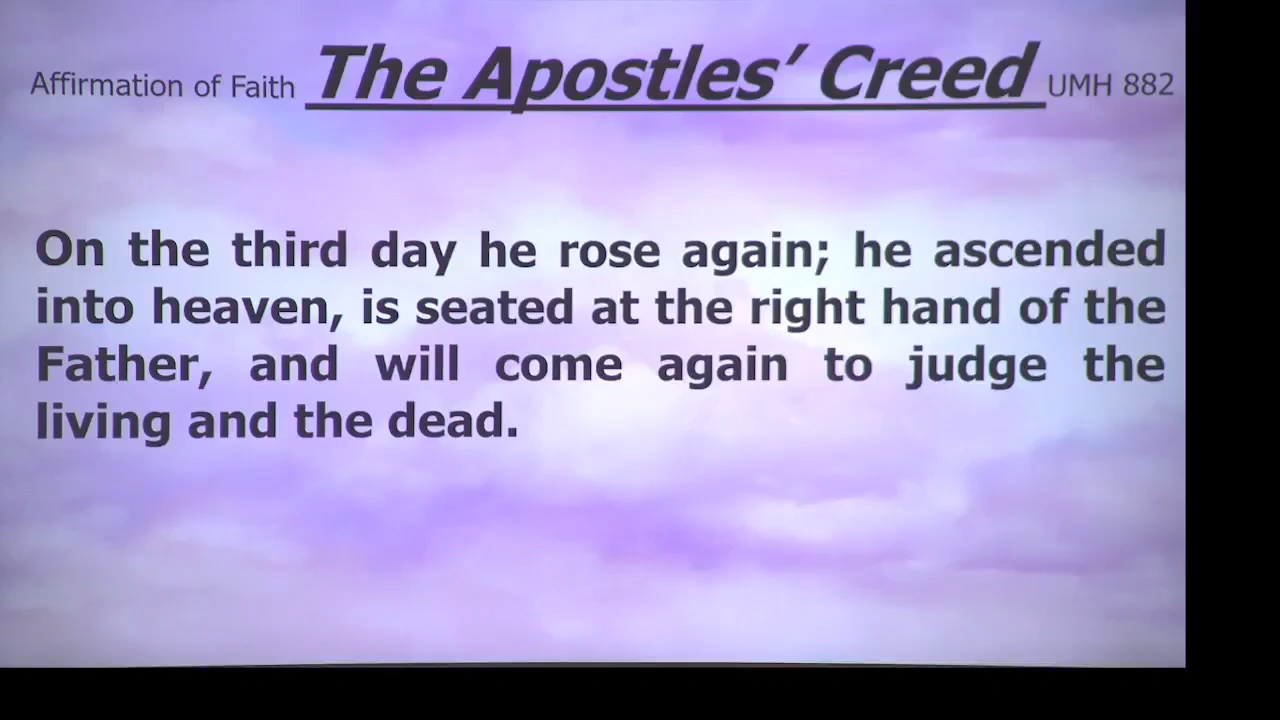 Affirmation of Faith The Apostles’ Creed UMH 882
On the third day he rose again; he ascended
into heaven, is seated at the right hand of the
Father, and will come again to judge the
living and the dead.